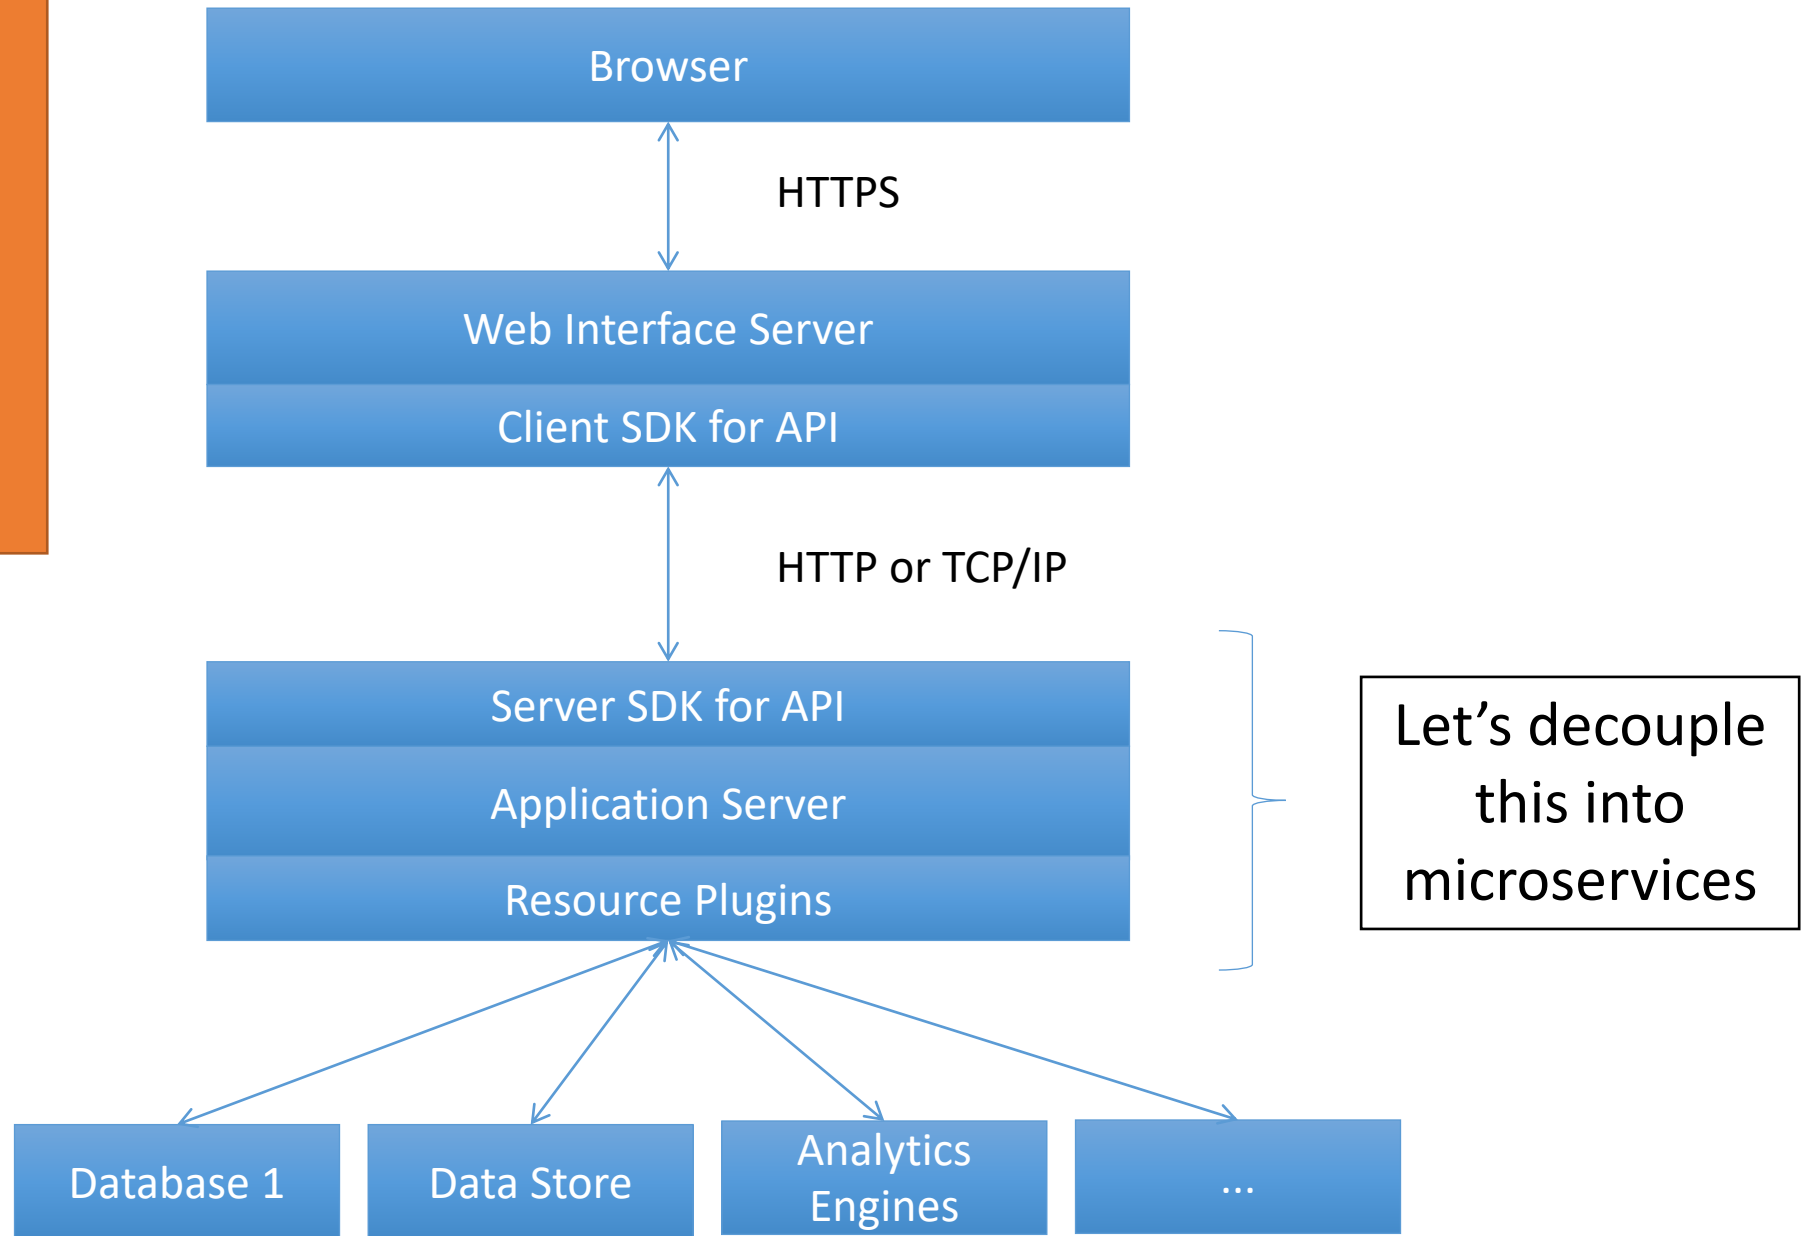 Browser
HTTPS
Web Interface Server
Client SDK for API
HTTP or TCP/IP
Server SDK for API
Application Server
Resource Plugins
Let’s decouple
this into
microservices
Database 1
Data Store
Analytics
Engines
...